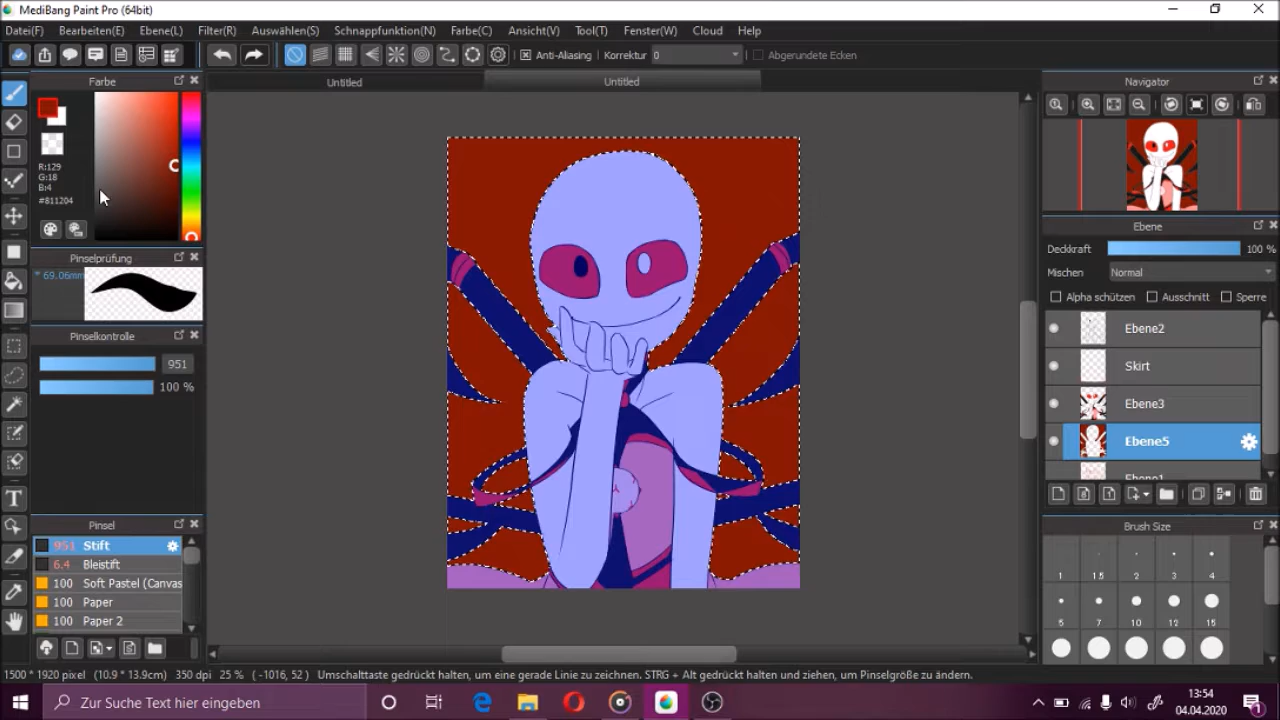 MediBang Paint Pro (64bit)
Datei(F) Bearbeiten(E) Ebene(L) Filter(R) Auswählen(S) Schnappfunktion(N) Farbe(C) Ansicht(V) Tool(T) Fenster(W) Cloud Help
Anti-Aliasing Korrektur 0 Abgerundete Ecken
Farbe Untitled Untitled Navigator
R:129
G:18
B:4
#811204
Ebene
Deckkraft 100 %
Pinselprüfung
* 69.06mm
Mischen Normal
Alpha schützen Ausschnitt Sperre
Ebene2
Pinselkontrolle
951
100 %
Skirt
Ebene3
Ebene5
Ebene1
Pinsel
Brush Size
951 Stift
6.4 Bleistift
100 Soft Pastel (Canvas
100 Paper
100 Paper 2
1 1.5 2 3 4
5 7 10 12 15
1500 * 1920 pixel (10.9 * 13.9cm) 350 dpi 25 % ( -1016, 52 ) Umschalttaste gedrückt halten, um eine gerade Linie zu zeichnen. STRG + Alt gedrückt halten und ziehen, um Pinselgröße zu ändern.
Zur Suche Text hier eingeben
13:54
04.04.2020
1